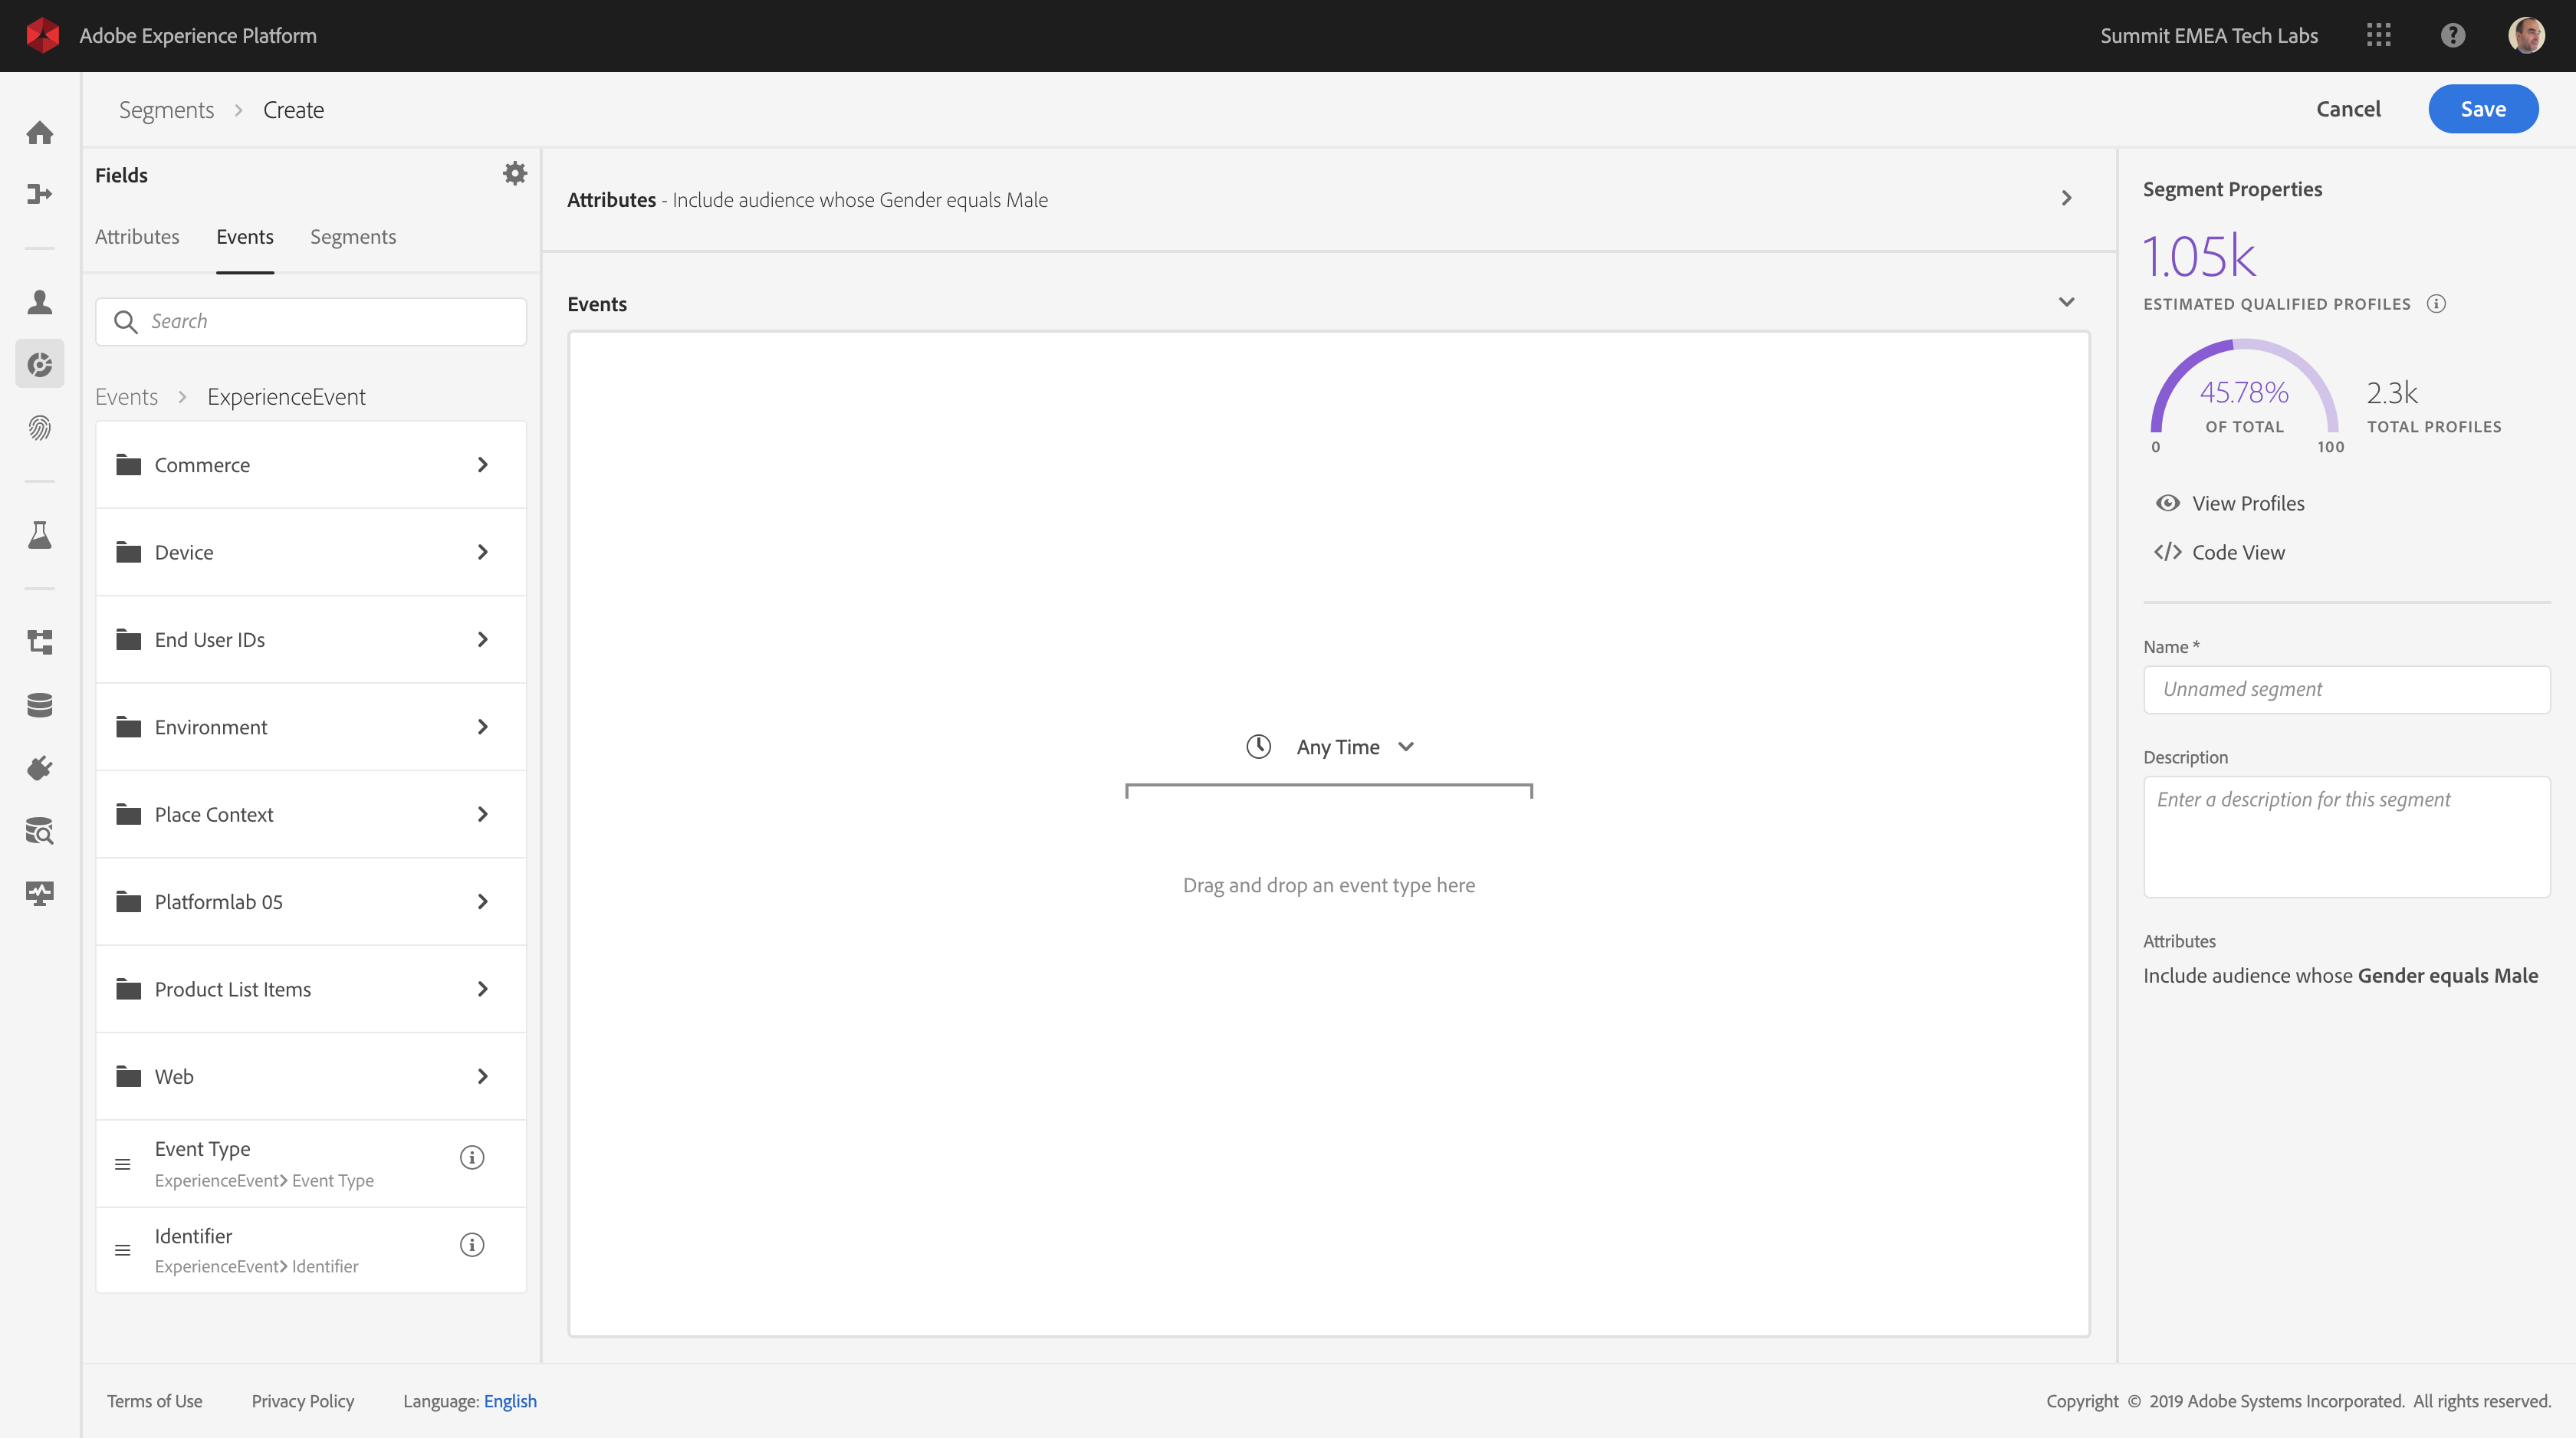 Adobe Experience Platform
Summit EMEA Tech Labs
Segments > Create
Cancel
Save
Fields
Attributes
Events
Segments
Search
Events > ExperienceEvent
Commerce
Device
End User IDs
Environment
Place Context
Platformlab 05
Product List Items
Web
Event Type
ExperienceEvent> Event Type
Identifier
ExperienceEvent> Identifier
Attributes - Include audience whose Gender equals Male
Events
Any Time
Drag and drop an event type here
Segment Properties
1.05k
ESTIMATED QUALIFIED PROFILES
45.78%
OF TOTAL
0
100
2.3k
TOTAL PROFILES
View Profiles
</> Code View
Name *
Unnamed segment
Description
Enter a description for this segment
Attributes
Include audience whose Gender equals Male
Terms of Use
Privacy Policy
Language: English
Copyright © 2019 Adobe Systems Incorporated. All rights reserved.